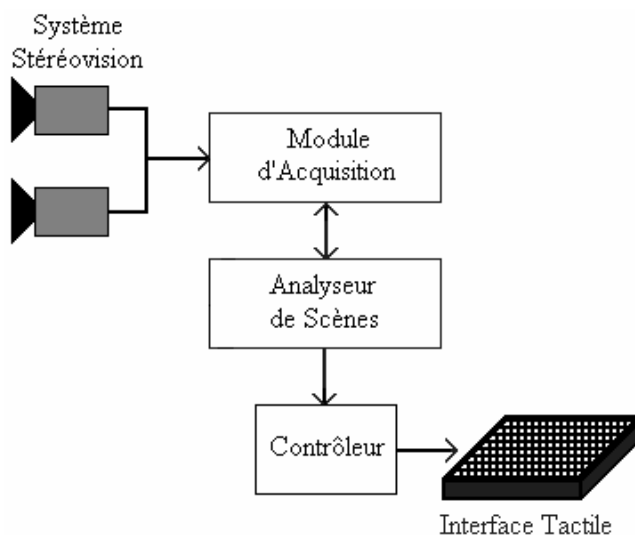 Système
Stéréovision
Module
d'Acquisition
Analyseur
de Scènes
Contrôleur
Interface Tactile